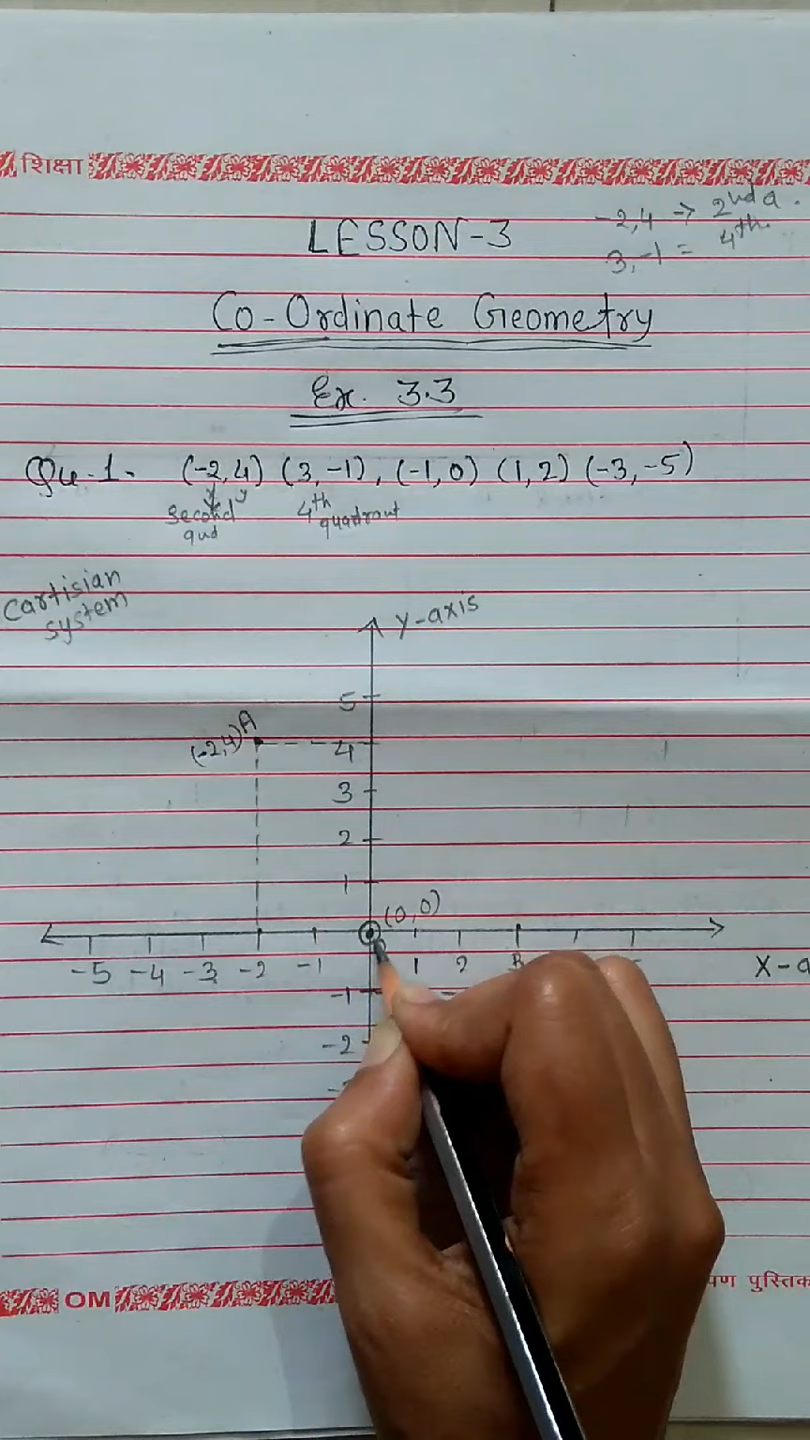 शिक्षा
-2,4 → 2nd Q.
3,-1 = 4th.
LESSON-3
Co-Ordinate Geometry
Ex. 3.3
Qu.1. (-2,4) (3,-1), (-1,0) (1,2) (-3,-5)
second qud
4th quadrant
Cartisian system
y-axis
5
(-2,4) A
4
3
2
1
(0,0)
-5 -4 -3 -2 -1 1 2 3
X-a
-1
-2
OM
पुस्तिक